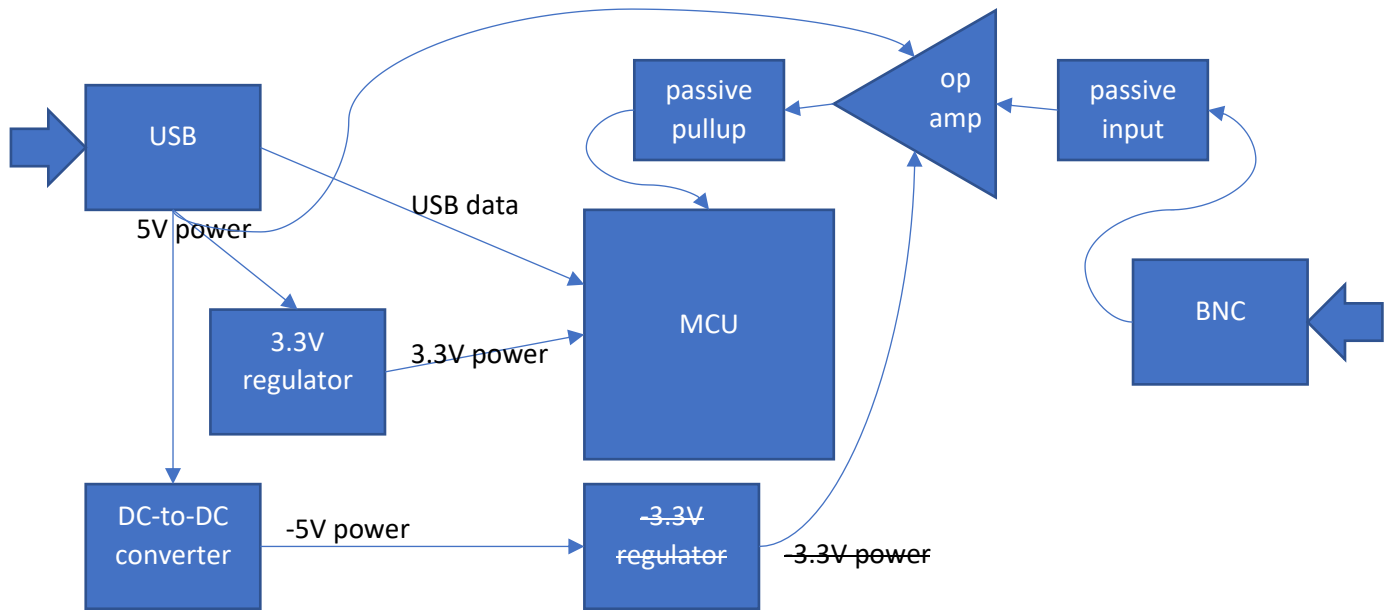 USB
passive
pullup
op
amp
passive
input
USB data
5V power
3.3V
regulator
3.3V power
MCU
BNC
DC-to-DC
converter
-5V power
-3.3V
regulator
-3.3V power